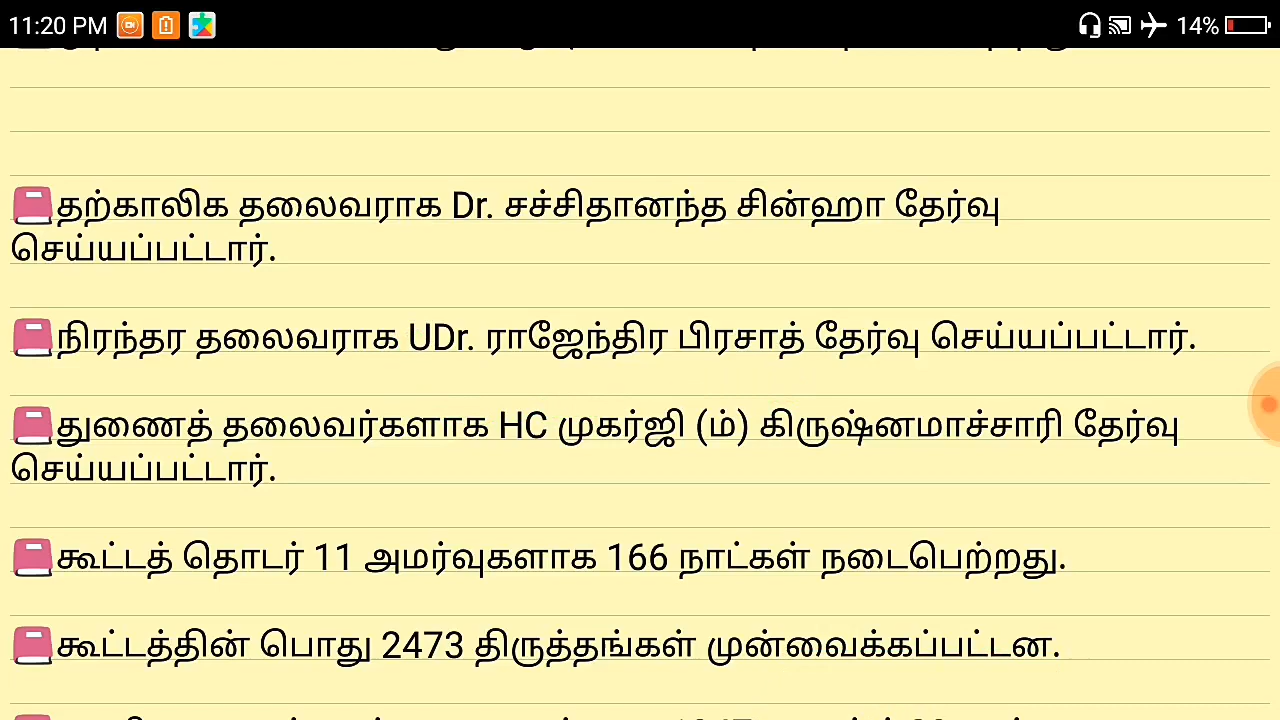 11:20 PM 14%
📕தற்காலிக தலைவராக Dr. சச்சிதானந்த சின்ஹா தேர்வு
செய்யப்பட்டார்.
📕நிரந்தர தலைவராக UDr. ராஜேந்திர பிரசாத் தேர்வு செய்யப்பட்டார்.
📕துணைத் தலைவர்களாக HC முகர்ஜி (ம்) கிருஷ்னமாச்சாரி தேர்வு
செய்யப்பட்டார்.
📕கூட்டத் தொடர் 11 அமர்வுகளாக 166 நாட்கள் நடைபெற்றது.
📕கூட்டத்தின் பொது 2473 திருத்தங்கள் முன்வைக்கப்பட்டன.